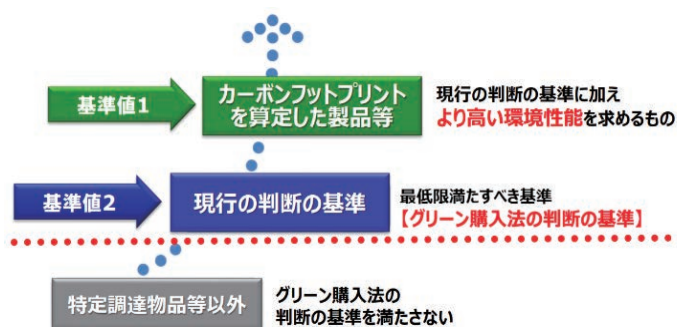 基準値1
カーボンフットプリント
を算定した製品等
現行の判断の基準に加え
より高い環境性能を求めるもの
基準値2
現行の判断の基準
最低限満たすべき基準
【グリーン購入法の判断の基準】
特定調達物品等以外
グリーン購入法の
判断の基準を満たさない